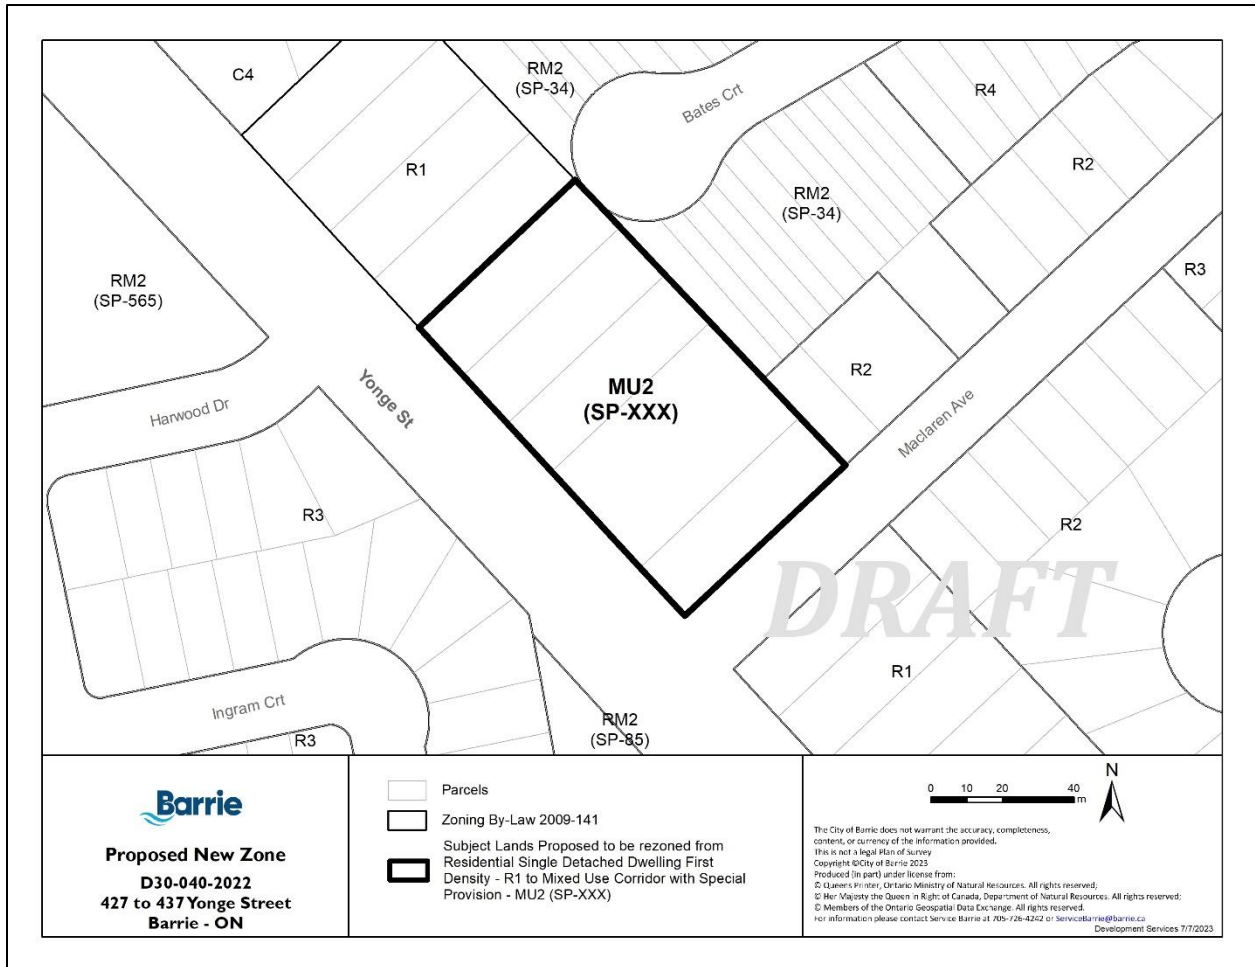 C4
RM2
(SP-34)
Bates Crt
R4
R2
R1
RM2
(SP-34)
R3
RM2
(SP-565)
Yonge St
MU2
(SP-XXX)
R2
Harwood Dr
Maclaren Ave
R3
R2
DRAFT
R1
Ingram Crt
R3
RM2
(SP-85)
Barrie
Proposed New Zone
D30-040-2022
427 to 437 Yonge Street
Barrie - ON
Parcels
Zoning By-Law 2009-141
Subject Lands Proposed to be rezoned from
Residential Single Detached Dwelling First
Density - R1 to Mixed Use Corridor with Special
Provision - MU2 (SP-XXX)
N
0 10 20 40
m
The City of Barrie does not warrant the accuracy, completeness,
content, or currency of the information provided.
This is not a legal Plan of Survey
Copyright ©City of Barrie 2023
Produced (in part) under license from:
© Queens Printer, Ontario Ministry of Natural Resources. All rights reserved;
© Her Majesty the Queen in Right of Canada, Department of Natural Resources. All rights reserved;
© Members of the Ontario Geospatial Data Exchange. All rights reserved.
For information please contact Service Barrie at 705-726-4242 or ServiceBarrie@barrie.ca
Development Services 7/7/2023